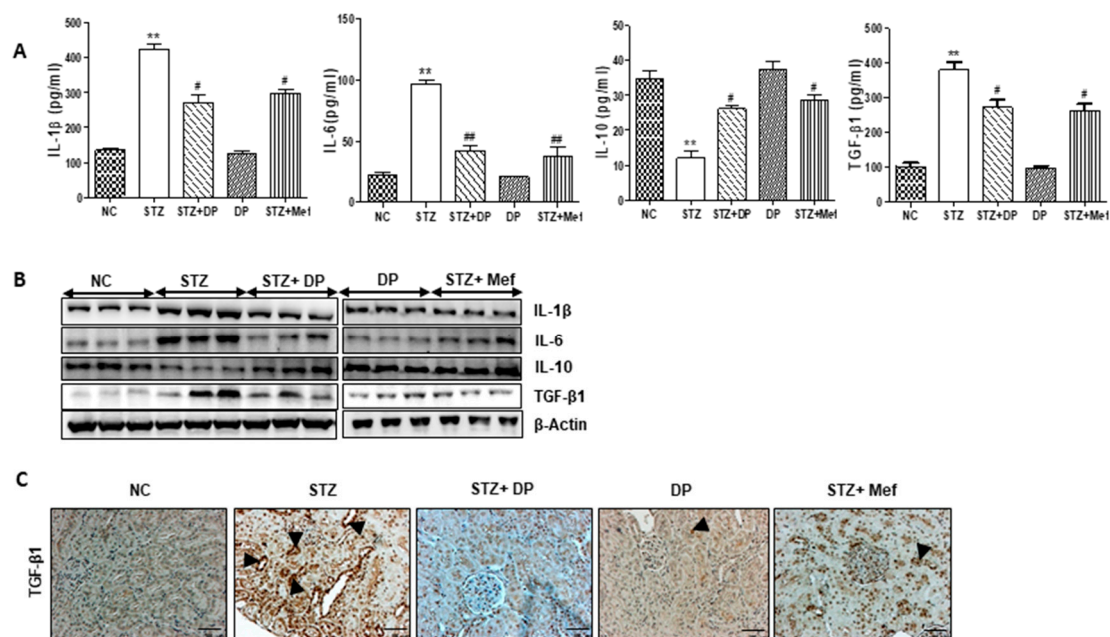 A
IL-1β (pg/ml)
500
400
300
200
100
0
**
#
#
NC STZ STZ+DP DP STZ+Met
IL-6(pg/ml)
150
100
50
0
**
##
##
NC STZ STZ+DP DP STZ+Met
IL-10 (pg/ml)
50
40
30
20
10
0
**
#
#
NC STZ STZ+DP DP STZ+Met
TGF-β1 (pg/ml)
500
400
300
200
100
0
**
#
#
NC STZ STZ+DP DP STZ+Met
B
NC STZ STZ+ DP DP STZ+ Mef
IL-1β
IL-6
IL-10
TGF-β1
β-Actin
C
NC STZ STZ+ DP DP STZ+ Mef
TGF-β1